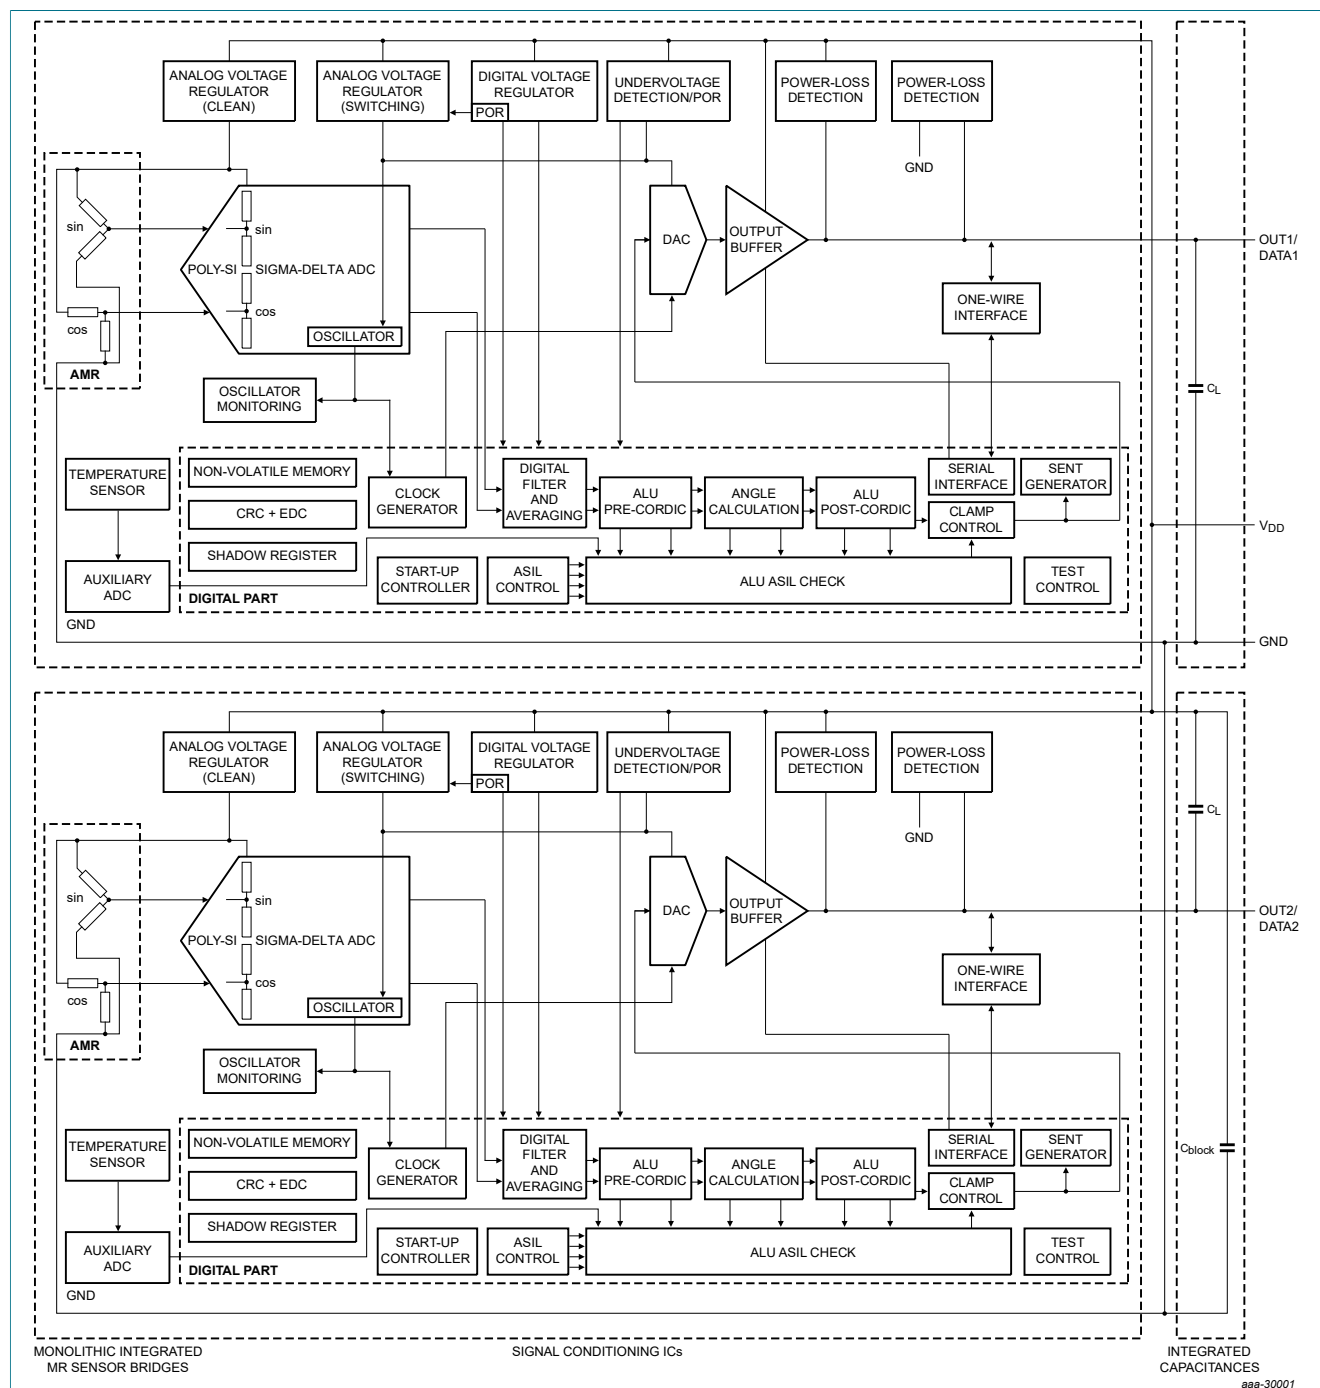 ANALOG VOLTAGE
REGULATOR
(CLEAN)
ANALOG VOLTAGE
REGULATOR
(SWITCHING)
DIGITAL VOLTAGE
REGULATOR
POR
UNDERVOLTAGE
DETECTION/POR
POWER-LOSS
DETECTION
POWER-LOSS
DETECTION
GND
sin
cos
AMR
POLY-SI
sin
SIGMA-DELTA ADC
cos
OSCILLATOR
DAC
OUTPUT
BUFFER
OUT1/
DATA1
ONE-WIRE
INTERFACE
OSCILLATOR
MONITORING
CL
TEMPERATURE
SENSOR
NON-VOLATILE MEMORY
CRC + EDC
SHADOW REGISTER
CLOCK
GENERATOR
DIGITAL
FILTER
AND
AVERAGING
ALU
PRE-CORDIC
ANGLE
CALCULATION
ALU
POST-CORDIC
SERIAL
INTERFACE
SENT
GENERATOR
CLAMP
CONTROL
VDD
AUXILIARY
ADC
START-UP
CONTROLLER
ASIL
CONTROL
ALU ASIL CHECK
TEST
CONTROL
DIGITAL PART
GND
GND
ANALOG VOLTAGE
REGULATOR
(CLEAN)
ANALOG VOLTAGE
REGULATOR
(SWITCHING)
DIGITAL VOLTAGE
REGULATOR
POR
UNDERVOLTAGE
DETECTION/POR
POWER-LOSS
DETECTION
POWER-LOSS
DETECTION
GND
CL
sin
cos
AMR
POLY-SI
sin
SIGMA-DELTA ADC
cos
OSCILLATOR
DAC
OUTPUT
BUFFER
OUT2/
DATA2
ONE-WIRE
INTERFACE
OSCILLATOR
MONITORING
TEMPERATURE
SENSOR
NON-VOLATILE MEMORY
CRC + EDC
SHADOW REGISTER
CLOCK
GENERATOR
DIGITAL
FILTER
AND
AVERAGING
ALU
PRE-CORDIC
ANGLE
CALCULATION
ALU
POST-CORDIC
SERIAL
INTERFACE
SENT
GENERATOR
CLAMP
CONTROL
Cblock
AUXILIARY
ADC
START-UP
CONTROLLER
ASIL
CONTROL
ALU ASIL CHECK
TEST
CONTROL
DIGITAL PART
GND
MONOLITHIC INTEGRATED
MR SENSOR BRIDGES
SIGNAL CONDITIONING ICs
INTEGRATED
CAPACITANCES
aaa-30001